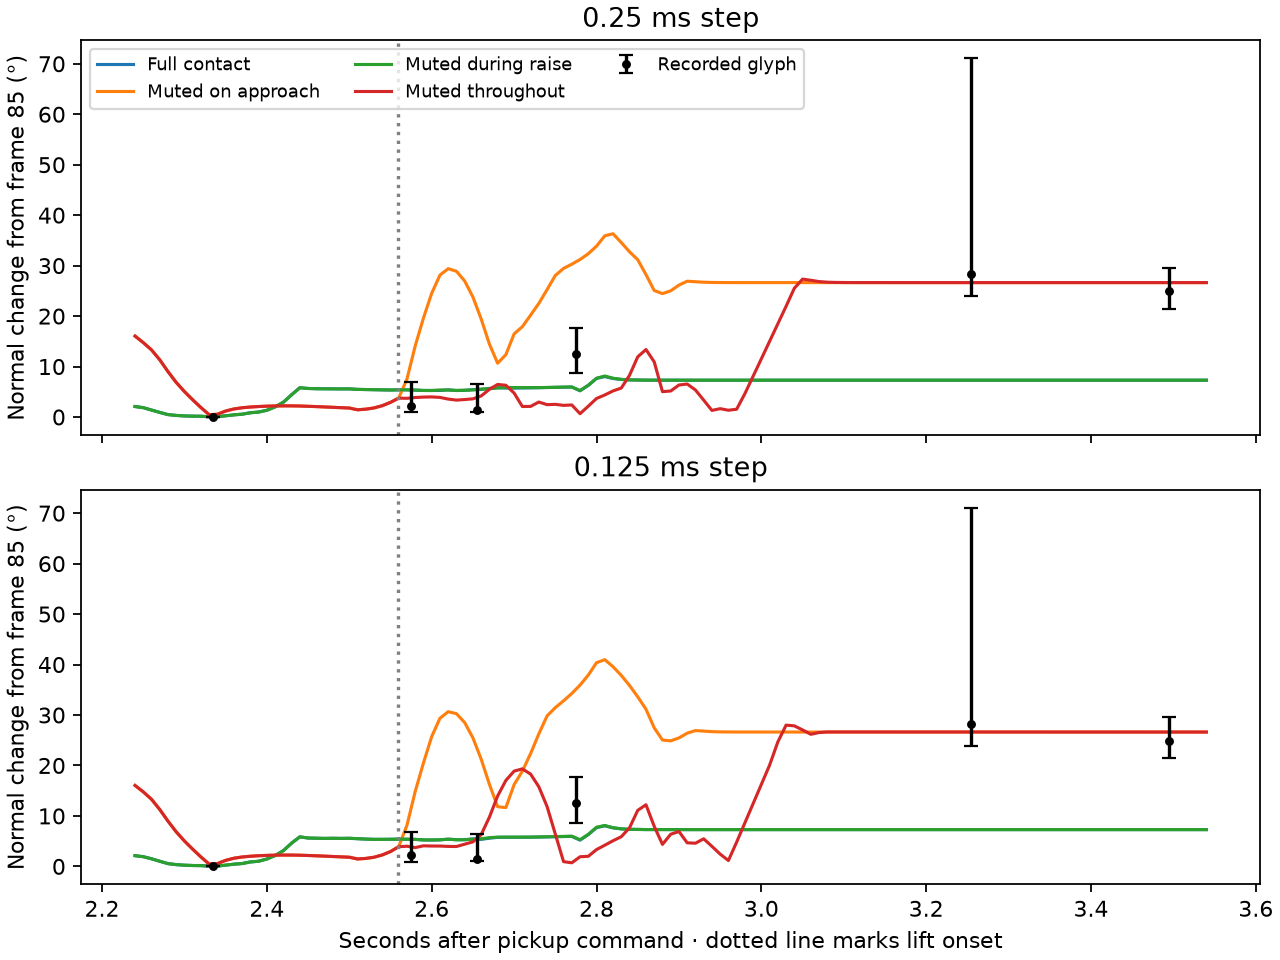 0.25 ms step
Normal change from frame 85 (°)
70
60
50
40
30
20
10
0
Full contact
Muted on approach
Muted during raise
Muted throughout
Recorded glyph
0.125 ms step
Normal change from frame 85 (°)
70
60
50
40
30
20
10
0
2.2 2.4 2.6 2.8 3.0 3.2 3.4 3.6
Seconds after pickup command · dotted line marks lift onset